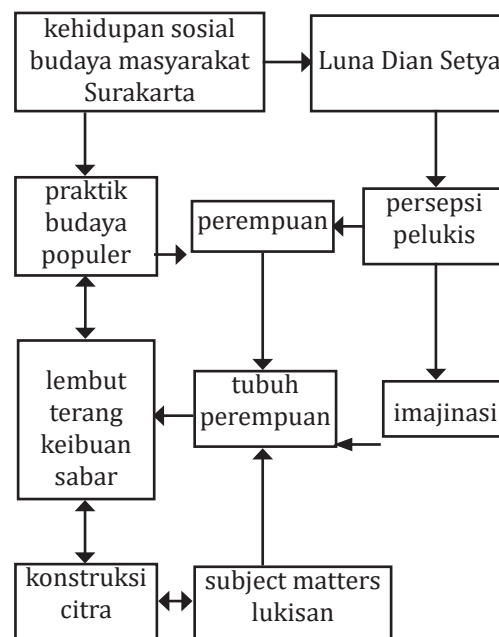 kehidupan sosial
budaya masyarakat
Surakarta
Luna Dian Setya
praktik
budaya
populer
perempuan
persepsi
pelukis
lembut
terang
keibuan
sabar
tubuh
perempuan
imajinasi
konstruksi
citra
subject matters
lukisan